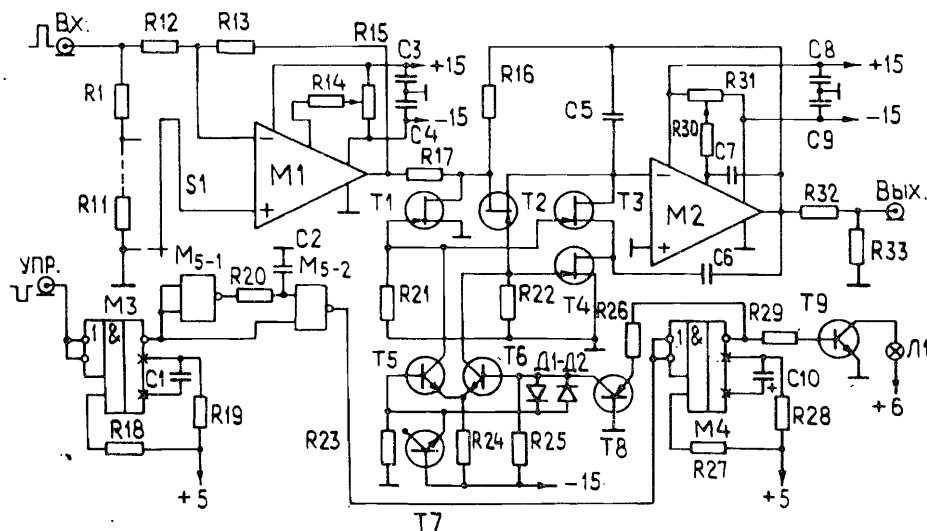 ВХ.
R12
R13
R15
C3
+15
R14
-15
C4
R1
S1
M1
R11
R16
R17
C5
C8
+15
R31
-15
C9
R30
C7
M2
R32
Вых.
R33
C6
T1
T2
T3
T4
УПР.
M3
M5-1
R20
C2
M5-2
1
&
C1
R19
R18
+5
R21
R22
R26
T5
T6
Д1-Д2
R23
R24
R25
T8
-15
T7
1
&
M4
R29
T9
Л1
+6
C10
+
R28
R27
+5